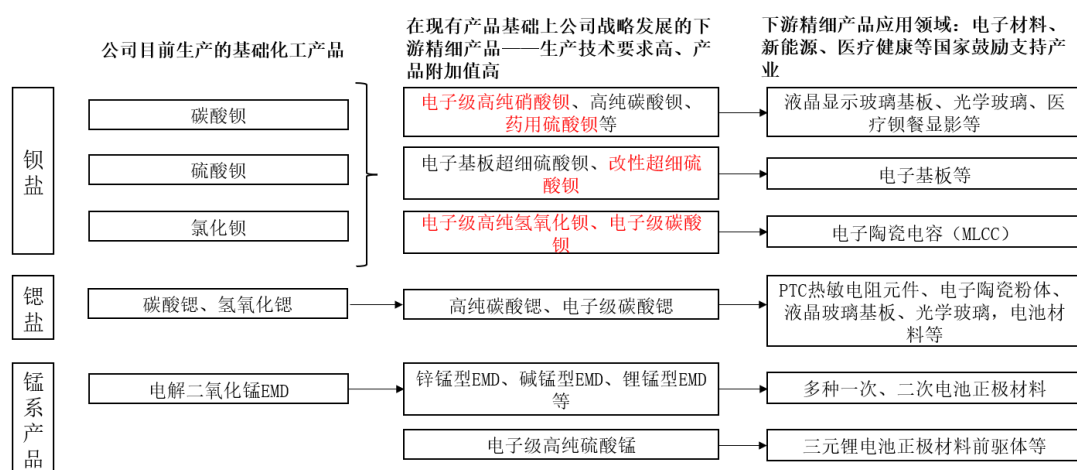 公司目前生产的基础化工产品
在现有产品基础上公司战略发展的下
游精细产品——生产技术要求高、产
品附加值高
下游精细产品应用领域：电子材料、
新能源、医疗健康等国家鼓励支持产
业
钡
盐
碳酸钡
硫酸钡
氯化钡
电子级高纯硝酸钡、高纯碳酸钡、
药用硫酸钡等
液晶显示玻璃基板、光学玻璃、医
疗钡餐显影等
电子基板超细硫酸钡、改性超细硫
酸钡
电子基板等
电子级高纯氢氧化钡、电子级碳酸
钡
电子陶瓷电容（MLCC）
锶
盐
碳酸锶、氢氧化锶
高纯碳酸锶、电子级碳酸锶
PTC热敏电阻元件、电子陶瓷粉体、
液晶玻璃基板、光学玻璃，电池材
料等
锰
系
产
品
电解二氧化锰EMD
锌锰型EMD、碱锰型EMD、锂锰型EMD
等
多种一次、二次电池正极材料
电子级高纯硫酸锰
三元锂电池正极材料前驱体等